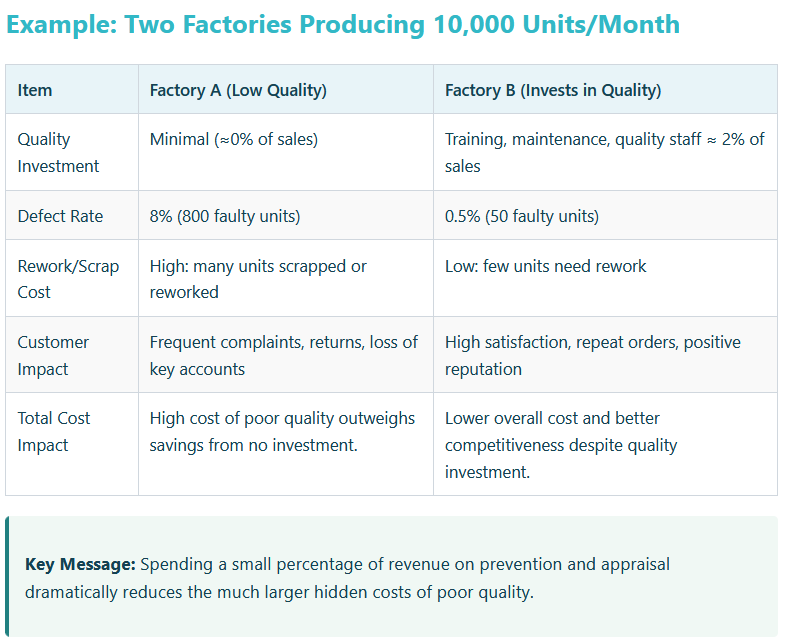 Example: Two Factories Producing 10,000 Units/Month
Item
Factory A (Low Quality)
Factory B (Invests in Quality)
Quality
Investment
Minimal (≈0% of sales)
Training, maintenance, quality staff ≈ 2% of
sales
Defect Rate
8% (800 faulty units)
0.5% (50 faulty units)
Rework/Scrap
Cost
High: many units scrapped or
reworked
Low: few units need rework
Customer
Impact
Frequent complaints, returns, loss of
key accounts
High satisfaction, repeat orders, positive
reputation
Total Cost
Impact
High cost of poor quality outweighs
savings from no investment.
Lower overall cost and better
competitiveness despite quality
investment.
Key Message: Spending a small percentage of revenue on prevention and appraisal
dramatically reduces the much larger hidden costs of poor quality.